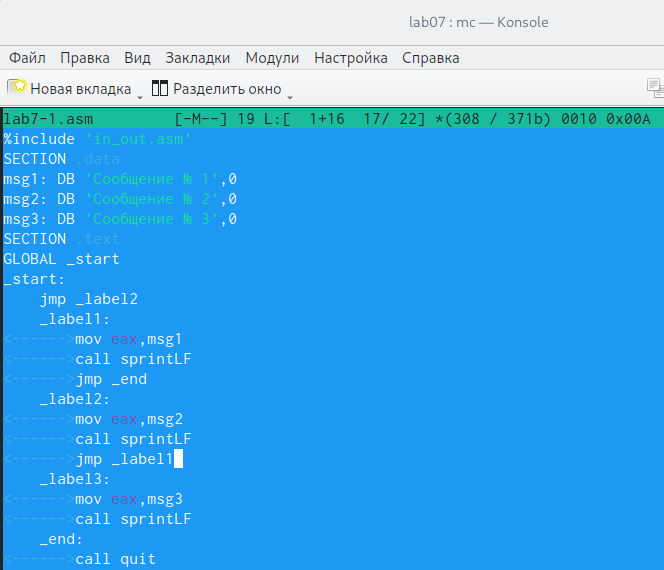 lab07 : mc — Konsole
Файл Правка Вид Закладки Модули Настройка Справка
Новая вкладка Разделить окно
lab7-1.asm [-M--] 19 L:[ 1+16 17/ 22] *(308 / 371b) 0010 0x00A
%include 'in_out.asm'
SECTION .data
msg1: DB 'Сообщение № 1',0
msg2: DB 'Сообщение № 2',0
msg3: DB 'Сообщение № 3',0
SECTION .text
GLOBAL _start
_start:
jmp _label2
_label1:
<------>mov eax,msg1
<------>call sprintLF
<------>jmp _end
_label2:
<------>mov eax,msg2
<------>call sprintLF
<------>jmp _label1
_label3:
<------>mov eax,msg3
<------>call sprintLF
_end:
<------>call quit